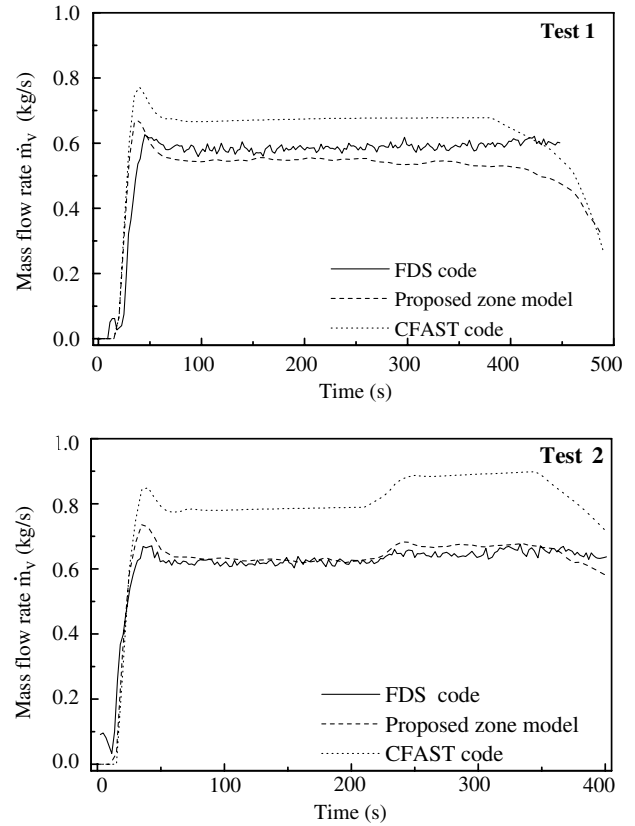 Test 1
1.0
0.8
0.6
0.4
0.2
0.0
Mass flow rate ṁv (kg/s)
FDS code
Proposed zone model
CFAST code
0 100 200 300 400 500
Time (s)
Test 2
1.0
0.8
0.6
0.4
0.2
0.0
Mass flow rate ṁv (kg/s)
FDS code
Proposed zone model
CFAST code
0 100 200 300 400
Time (s)